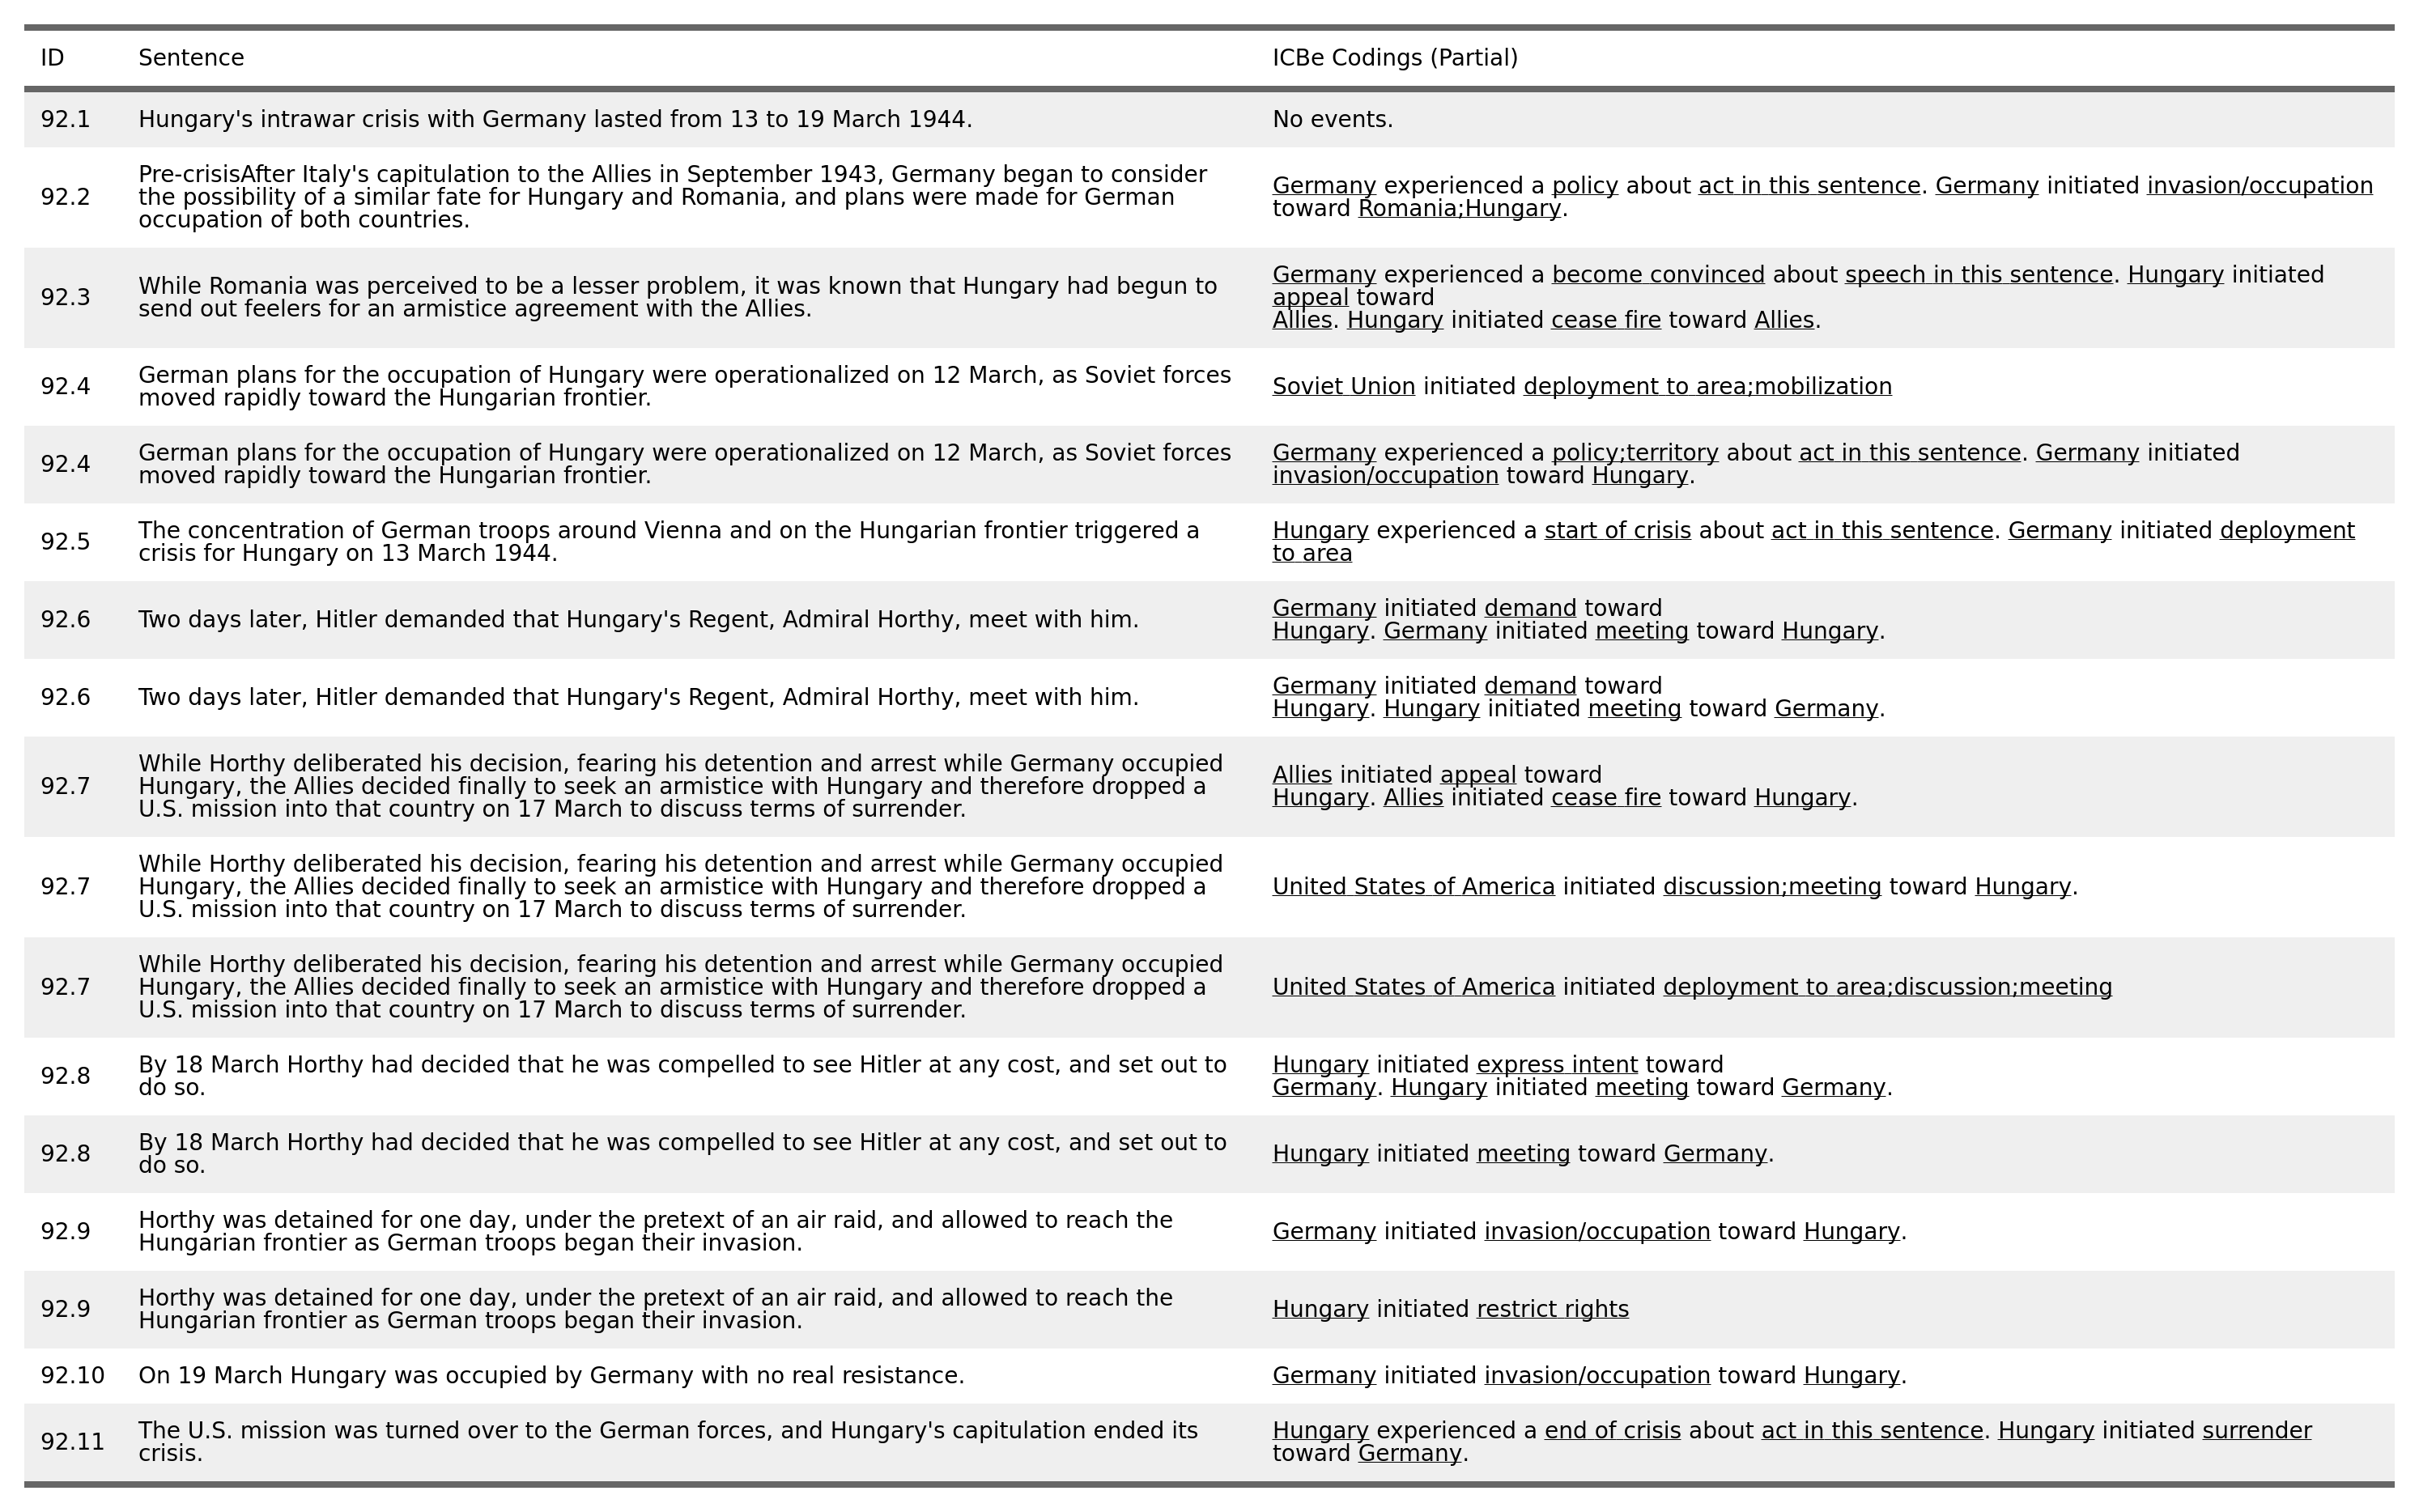 ID Sentence ICBe Codings (Partial)
92.1 Hungary's intrawar crisis with Germany lasted from 13 to 19 March 1944. No events.
92.2
Pre-crisisAfter Italy's capitulation to the Allies in September 1943, Germany began to consider
the possibility of a similar fate for Hungary and Romania, and plans were made for German
occupation of both countries.
Germany experienced a policy about act in this sentence. Germany initiated invasion/occupation
toward Romania;Hungary.
92.3
While Romania was perceived to be a lesser problem, it was known that Hungary had begun to
send out feelers for an armistice agreement with the Allies.
Germany experienced a become convinced about speech in this sentence. Hungary initiated
appeal toward
Allies. Hungary initiated cease fire toward Allies.
92.4
German plans for the occupation of Hungary were operationalized on 12 March, as Soviet forces
moved rapidly toward the Hungarian frontier.
Soviet Union initiated deployment to area;mobilization
92.4
German plans for the occupation of Hungary were operationalized on 12 March, as Soviet forces
moved rapidly toward the Hungarian frontier.
Germany experienced a policy;territory about act in this sentence. Germany initiated
invasion/occupation toward Hungary.
92.5
The concentration of German troops around Vienna and on the Hungarian frontier triggered a
crisis for Hungary on 13 March 1944.
Hungary experienced a start of crisis about act in this sentence. Germany initiated deployment
to area
92.6
Two days later, Hitler demanded that Hungary's Regent, Admiral Horthy, meet with him.
Germany initiated demand toward
Hungary. Germany initiated meeting toward Hungary.
92.6
Two days later, Hitler demanded that Hungary's Regent, Admiral Horthy, meet with him.
Germany initiated demand toward
Hungary. Hungary initiated meeting toward Germany.
92.7
While Horthy deliberated his decision, fearing his detention and arrest while Germany occupied
Hungary, the Allies decided finally to seek an armistice with Hungary and therefore dropped a
U.S. mission into that country on 17 March to discuss terms of surrender.
Allies initiated appeal toward
Hungary. Allies initiated cease fire toward Hungary.
92.7
While Horthy deliberated his decision, fearing his detention and arrest while Germany occupied
Hungary, the Allies decided finally to seek an armistice with Hungary and therefore dropped a
U.S. mission into that country on 17 March to discuss terms of surrender.
United States of America initiated discussion;meeting toward Hungary.
92.7
While Horthy deliberated his decision, fearing his detention and arrest while Germany occupied
Hungary, the Allies decided finally to seek an armistice with Hungary and therefore dropped a
U.S. mission into that country on 17 March to discuss terms of surrender.
United States of America initiated deployment to area;discussion;meeting
92.8
By 18 March Horthy had decided that he was compelled to see Hitler at any cost, and set out to
do so.
Hungary initiated express intent toward
Germany. Hungary initiated meeting toward Germany.
92.8
By 18 March Horthy had decided that he was compelled to see Hitler at any cost, and set out to
do so.
Hungary initiated meeting toward Germany.
92.9
Horthy was detained for one day, under the pretext of an air raid, and allowed to reach the
Hungarian frontier as German troops began their invasion.
Germany initiated invasion/occupation toward Hungary.
92.9
Horthy was detained for one day, under the pretext of an air raid, and allowed to reach the
Hungarian frontier as German troops began their invasion.
Hungary initiated restrict rights
92.10 On 19 March Hungary was occupied by Germany with no real resistance. Germany initiated invasion/occupation toward Hungary.
92.11
The U.S. mission was turned over to the German forces, and Hungary's capitulation ended its
crisis.
Hungary experienced a end of crisis about act in this sentence. Hungary initiated surrender
toward Germany.